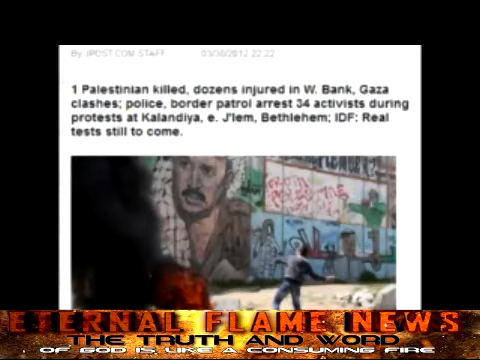 By JPOST.COM STAFF 03/30/2012 22:22
1 Palestinian killed, dozens injured in W. Bank, Gaza
clashes; police, border patrol arrest 34 activists during
protests at Kalandiya, e. J'lem, Bethlehem; IDF: Real
tests still to come.
ETERNAL FLAME NEWS
THE TRUTH AND WORD
OF GOD IS LIKE A CONSUMING FIRE